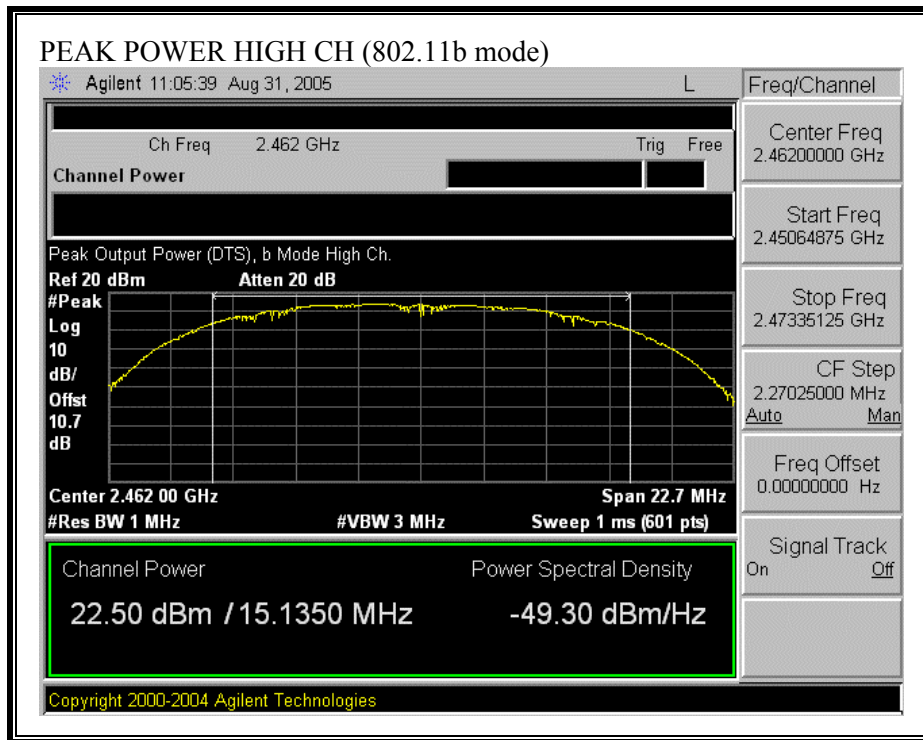 PEAK POWER HIGH CH (802.11b mode)
Agilent 11:05:39 Aug 31, 2005 L
Freq/Channel
Ch Freq 2.462 GHz Trig Free
Channel Power
Peak Output Power (DTS), b Mode High Ch.
Ref 20 dBm Atten 20 dB
#Peak
Log
10
dB/
Offst
10.7
dB
Center 2.462 00 GHz Span 22.7 MHz
#Res BW 1 MHz #VBW 3 MHz Sweep 1 ms (601 pts)
Channel Power Power Spectral Density
22.50 dBm / 15.1350 MHz -49.30 dBm/Hz
Copyright 2000-2004 Agilent Technologies
Center Freq
2.46200000 GHz
Start Freq
2.45064875 GHz
Stop Freq
2.47335125 GHz
CF Step
2.27025000 MHz
Auto Man
Freq Offset
0.00000000 Hz
Signal Track
On Off